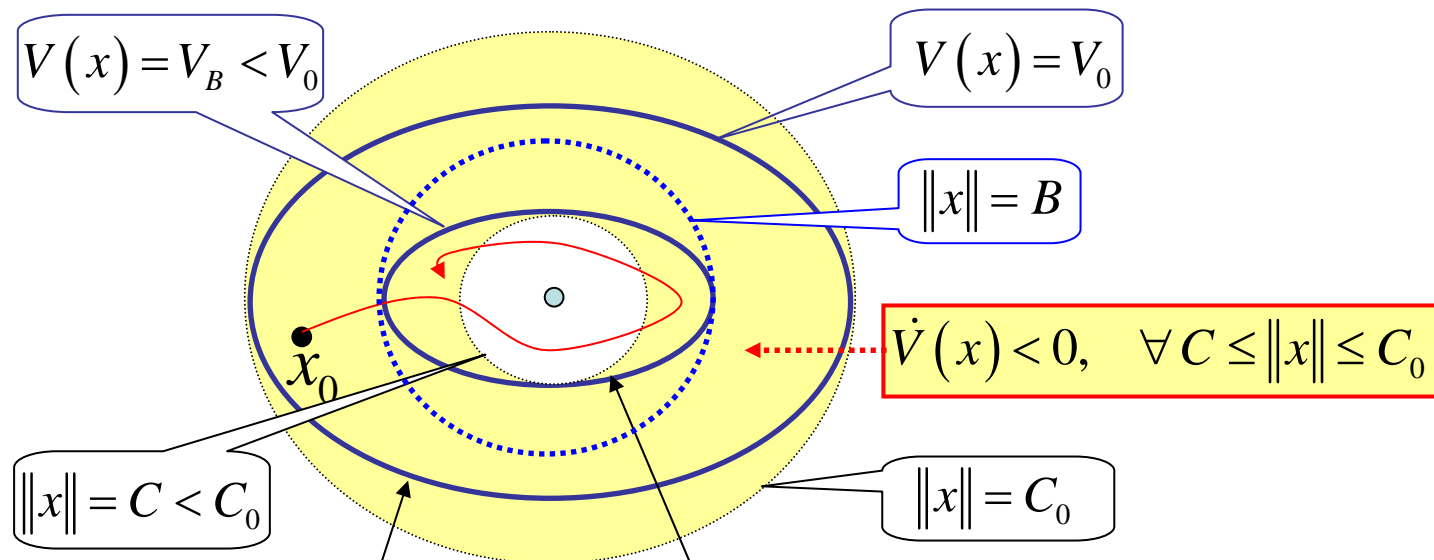 V(x) = V_B < V_0
V(x) = V_0
‖x‖ = B
V̇(x) < 0, ∀ C ≤ ‖x‖ ≤ C_0
x_0
‖x‖ = C < C_0
‖x‖ = C_0